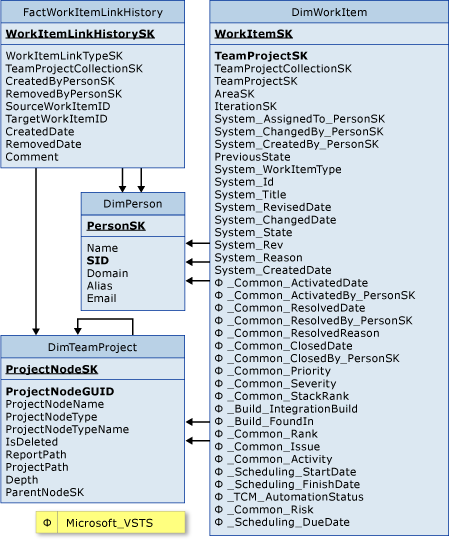 FactWorkItemLinkHistory
WorkItemLinkHistorySK
WorkItemLinkTypeSK
TeamProjectCollectionSK
CreatedByPersonSK
RemovedByPersonSK
SourceWorkItemID
TargetWorkItemID
CreatedDate
RemovedDate
Comment
DimPerson
PersonSK
Name
SID
Domain
Alias
Email
DimTeamProject
ProjectNodeSK
ProjectNodeGUID
ProjectNodeName
ProjectNodeType
ProjectNodeTypeName
IsDeleted
ReportPath
ProjectPath
Depth
ParentNodeSK
Φ Microsoft_VSTS
DimWorkItem
WorkItemSK
TeamProjectSK
TeamProjectCollectionSK
TeamProjectSK
AreaSK
IterationSK
System_AssignedTo_PersonSK
System_ChangedBy_PersonSK
System_CreatedBy_PersonSK
PreviousState
System_WorkItemType
System_Id
System_Title
System_RevisedDate
System_ChangedDate
System_State
System_Rev
System_Reason
System_CreatedDate
Φ _Common_ActivatedDate
Φ _Common_ActivatedBy_PersonSK
Φ _Common_ResolvedDate
Φ _Common_ResolvedBy_PersonSK
Φ _Common_ResolvedReason
Φ _Common_ClosedDate
Φ _Common_ClosedBy_PersonSK
Φ _Common_Priority
Φ _Common_Severity
Φ _Common_StackRank
Φ _Build_IntegrationBuild
Φ _Build_FoundIn
Φ _Common_Rank
Φ _Common_Issue
Φ _Common_Activity
Φ _Scheduling_StartDate
Φ _Scheduling_FinishDate
Φ _TCM_AutomationStatus
Φ _Common_Risk
Φ _Scheduling_DueDate